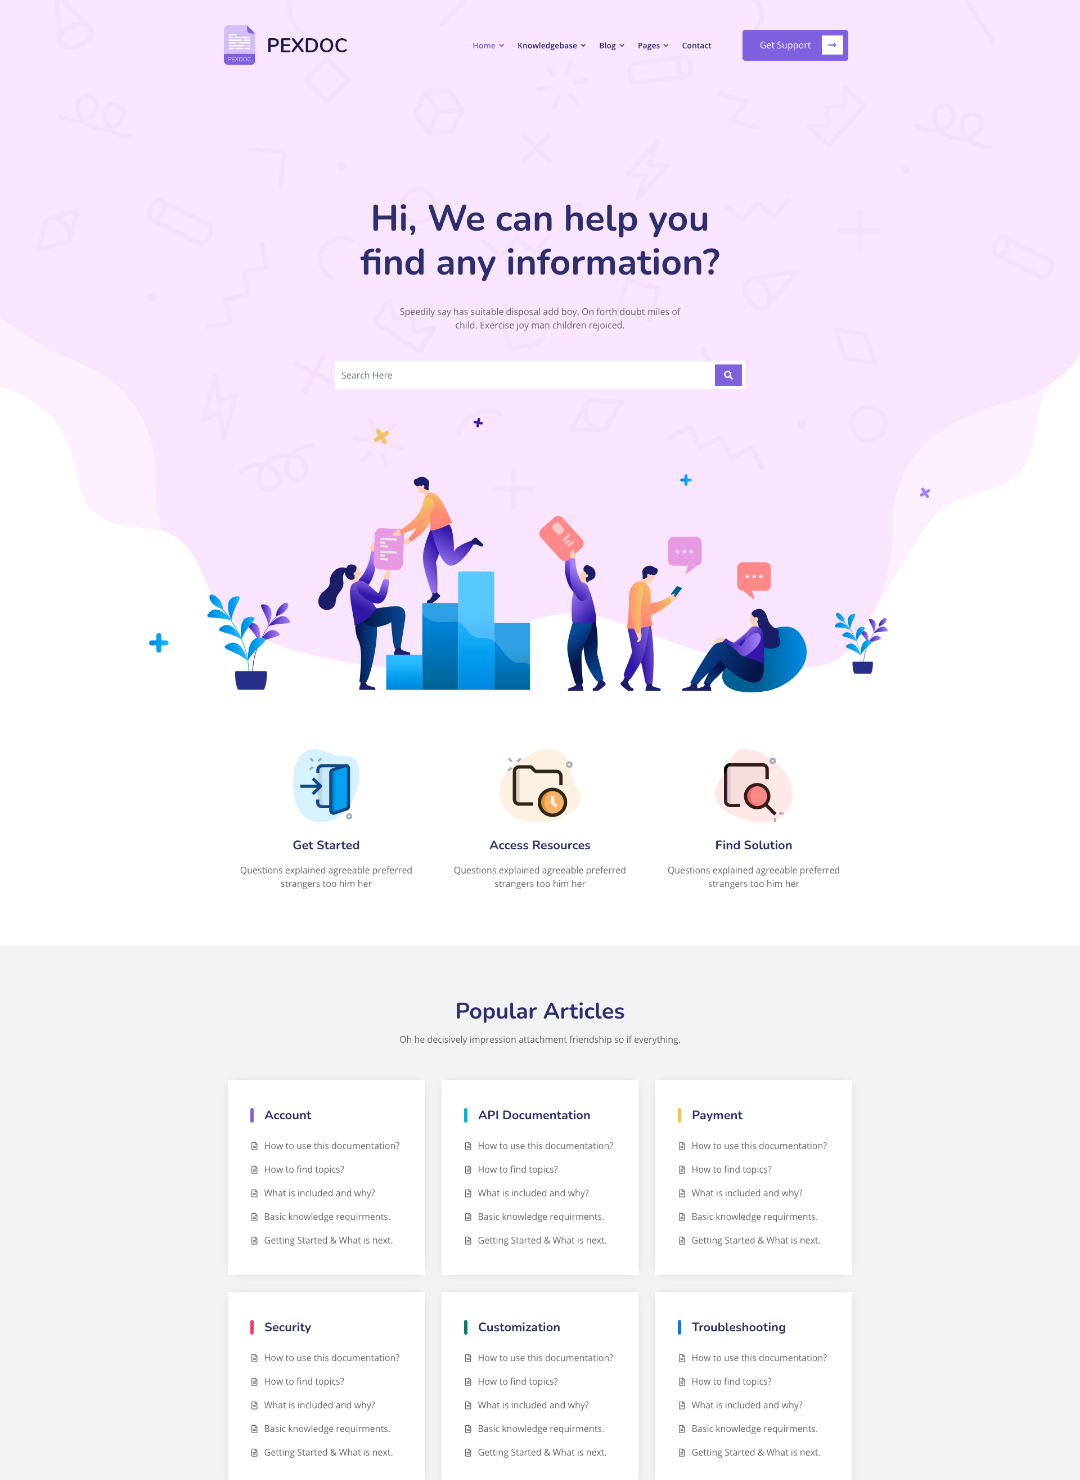 PEXDOC
PEXDOC
Home
Knowledgebase
Blog
Pages
Contact
Get Support
Hi, We can help you
find any information?
Speedily say has suitable disposal add boy. On forth doubt miles of
child. Exercise joy man children rejoiced.
Search Here
Get Started
Questions explained agreeable preferred
strangers too him her
Access Resources
Questions explained agreeable preferred
strangers too him her
Find Solution
Questions explained agreeable preferred
strangers too him her
Popular Articles
Oh he decisively impression attachment friendship so if everything.
Account
How to use this documentation?
How to find topics?
What is included and why?
Basic knowledge requirments.
Getting Started & What is next.
API Documentation
How to use this documentation?
How to find topics?
What is included and why?
Basic knowledge requirments.
Getting Started & What is next.
Payment
How to use this documentation?
How to find topics?
What is included and why?
Basic knowledge requirments.
Getting Started & What is next.
Security
How to use this documentation?
How to find topics?
What is included and why?
Basic knowledge requirments.
Getting Started & What is next.
Customization
How to use this documentation?
How to find topics?
What is included and why?
Basic knowledge requirments.
Getting Started & What is next.
Troubleshooting
How to use this documentation?
How to find topics?
What is included and why?
Basic knowledge requirments.
Getting Started & What is next.